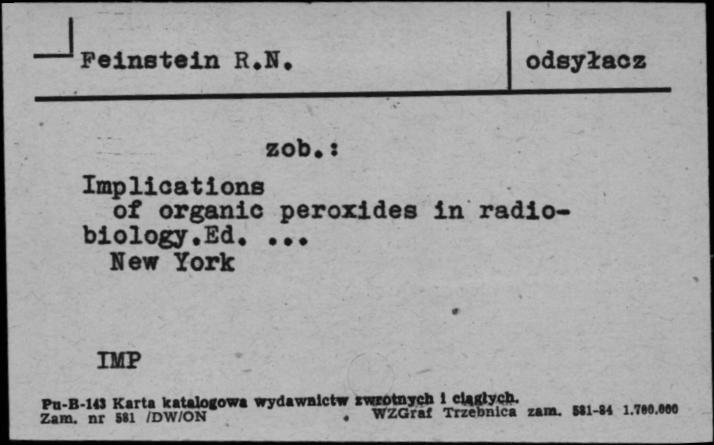 Feinstein R.N.
odsyłacz
zob.:
Implications
of organic peroxides in radio-
biology.Ed. ...
New York
IMP
Pu-B-143 Karta katalogowa wydawnictw zwrotnych i ciągłych.
Zam. nr 581 /DW/ON
WZGraf Trzebnica zam. 581-84 1.700.000